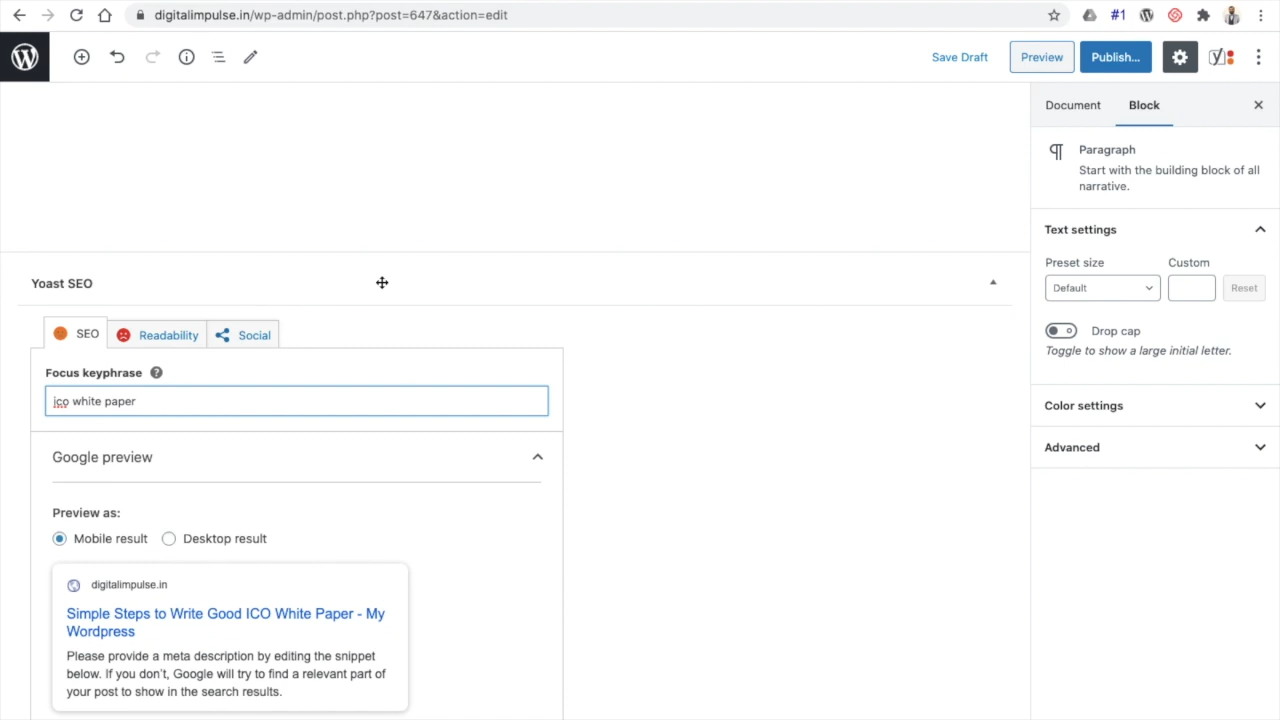 digitalimpulse.in/wp-admin/post.php?post=647&action=edit
#1
Save Draft
Preview
Publish...
Document
Block
Paragraph
Start with the building block of all
narrative.
Text settings
Preset size
Custom
Default
Reset
Drop cap
Toggle to show a large initial letter.
Color settings
Advanced
Yoast SEO
SEO
Readability
Social
Focus keyphrase
ico white paper
Google preview
Preview as:
Mobile result
Desktop result
digitalimpulse.in
Simple Steps to Write Good ICO White Paper - My
Wordpress
Please provide a meta description by editing the snippet
below. If you don't, Google will try to find a relevant part of
your post to show in the search results.